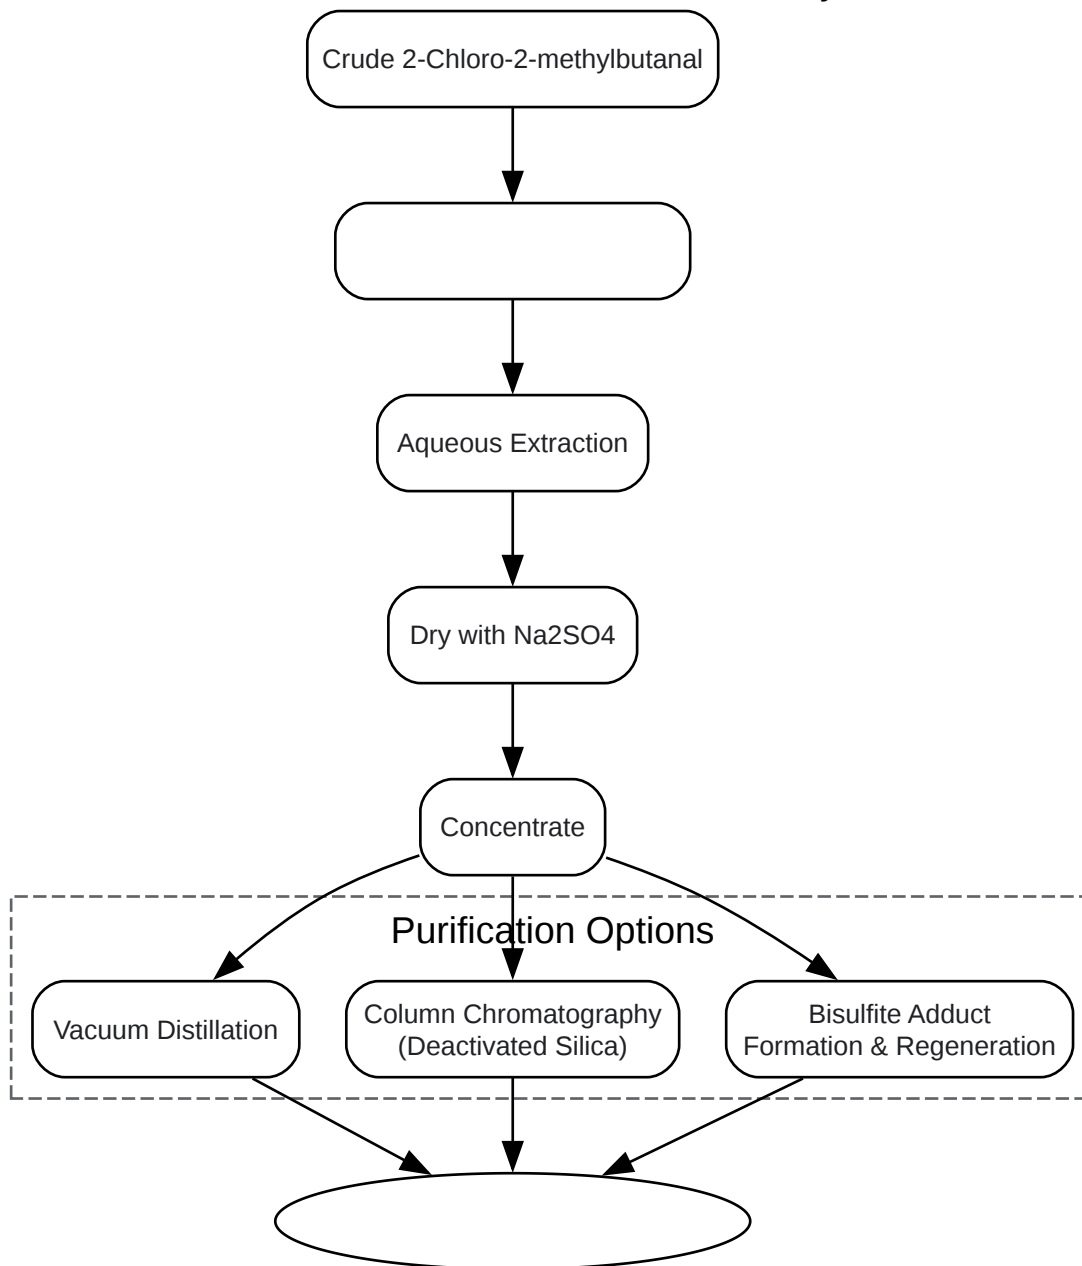 Crude 2-Chloro-2-methylbutanal
Aqueous Extraction
Dry with Na2SO4
Concentrate
Purification Options
Vacuum Distillation
Column Chromatography
(Deactivated Silica)
Bisulfite Adduct
Formation & Regeneration